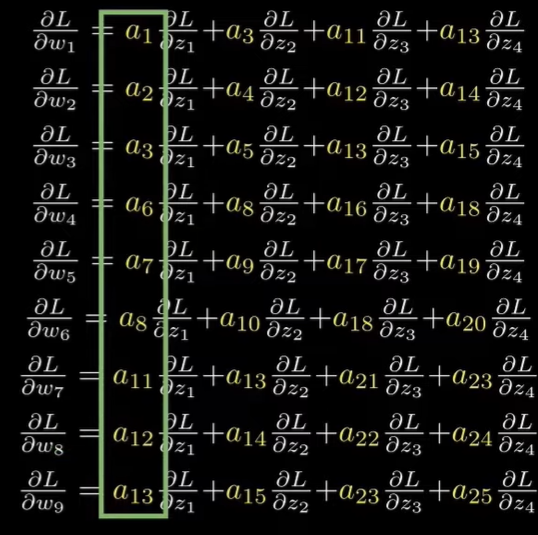 ∂L/∂w₁ = a₁ ∂L/∂z₁ + a₃ ∂L/∂z₂ + a₁₁ ∂L/∂z₃ + a₁₃ ∂L/∂z₄
∂L/∂w₂ = a₂ ∂L/∂z₁ + a₄ ∂L/∂z₂ + a₁₂ ∂L/∂z₃ + a₁₄ ∂L/∂z₄
∂L/∂w₃ = a₃ ∂L/∂z₁ + a₅ ∂L/∂z₂ + a₁₃ ∂L/∂z₃ + a₁₅ ∂L/∂z₄
∂L/∂w₄ = a₆ ∂L/∂z₁ + a₈ ∂L/∂z₂ + a₁₆ ∂L/∂z₃ + a₁₈ ∂L/∂z₄
∂L/∂w₅ = a₇ ∂L/∂z₁ + a₉ ∂L/∂z₂ + a₁₇ ∂L/∂z₃ + a₁₉ ∂L/∂z₄
∂L/∂w₆ = a₈ ∂L/∂z₁ + a₁₀ ∂L/∂z₂ + a₁₈ ∂L/∂z₃ + a₂₀ ∂L/∂z₄
∂L/∂w₇ = a₁₁ ∂L/∂z₁ + a₁₃ ∂L/∂z₂ + a₂₁ ∂L/∂z₃ + a₂₃ ∂L/∂z₄
∂L/∂w₈ = a₁₂ ∂L/∂z₁ + a₁₄ ∂L/∂z₂ + a₂₂ ∂L/∂z₃ + a₂₄ ∂L/∂z₄
∂L/∂w₉ = a₁₃ ∂L/∂z₁ + a₁₅ ∂L/∂z₂ + a₂₃ ∂L/∂z₃ + a₂₅ ∂L/∂z₄